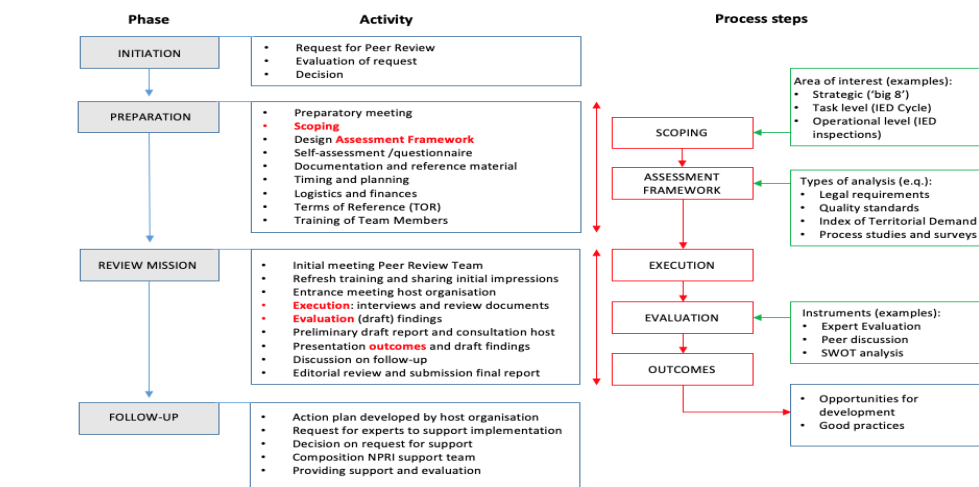 Phase
Activity
Process steps
INITIATION
• Request for Peer Review
• Evaluation of request
• Decision
PREPARATION
• Preparatory meeting
• Scoping
• Design Assessment Framework
• Self-assessment /questionnaire
• Documentation and reference material
• Timing and planning
• Logistics and finances
• Terms of Reference (TOR)
• Training of Team Members
REVIEW MISSION
• Initial meeting Peer Review Team
• Refresh training and sharing initial impressions
• Entrance meeting host organisation
• Execution: interviews and review documents
• Evaluation (draft) findings
• Preliminary draft report and consultation host
• Presentation outcomes and draft findings
• Discussion on follow-up
• Editorial review and submission final report
FOLLOW-UP
• Action plan developed by host organisation
• Request for experts to support implementation
• Decision on request for support
• Composition NPRI support team
• Providing support and evaluation
SCOPING
ASSESSMENT
FRAMEWORK
EXECUTION
EVALUATION
OUTCOMES
Area of interest (examples):
• Strategic (‘big 8’)
• Task level (IED Cycle)
• Operational level (IED
inspections)
Types of analysis (e.q.):
• Legal requirements
• Quality standards
• Index of Territorial Demand
• Process studies and surveys
Instruments (examples):
• Expert Evaluation
• Peer discussion
• SWOT analysis
• Opportunities for
development
• Good practices